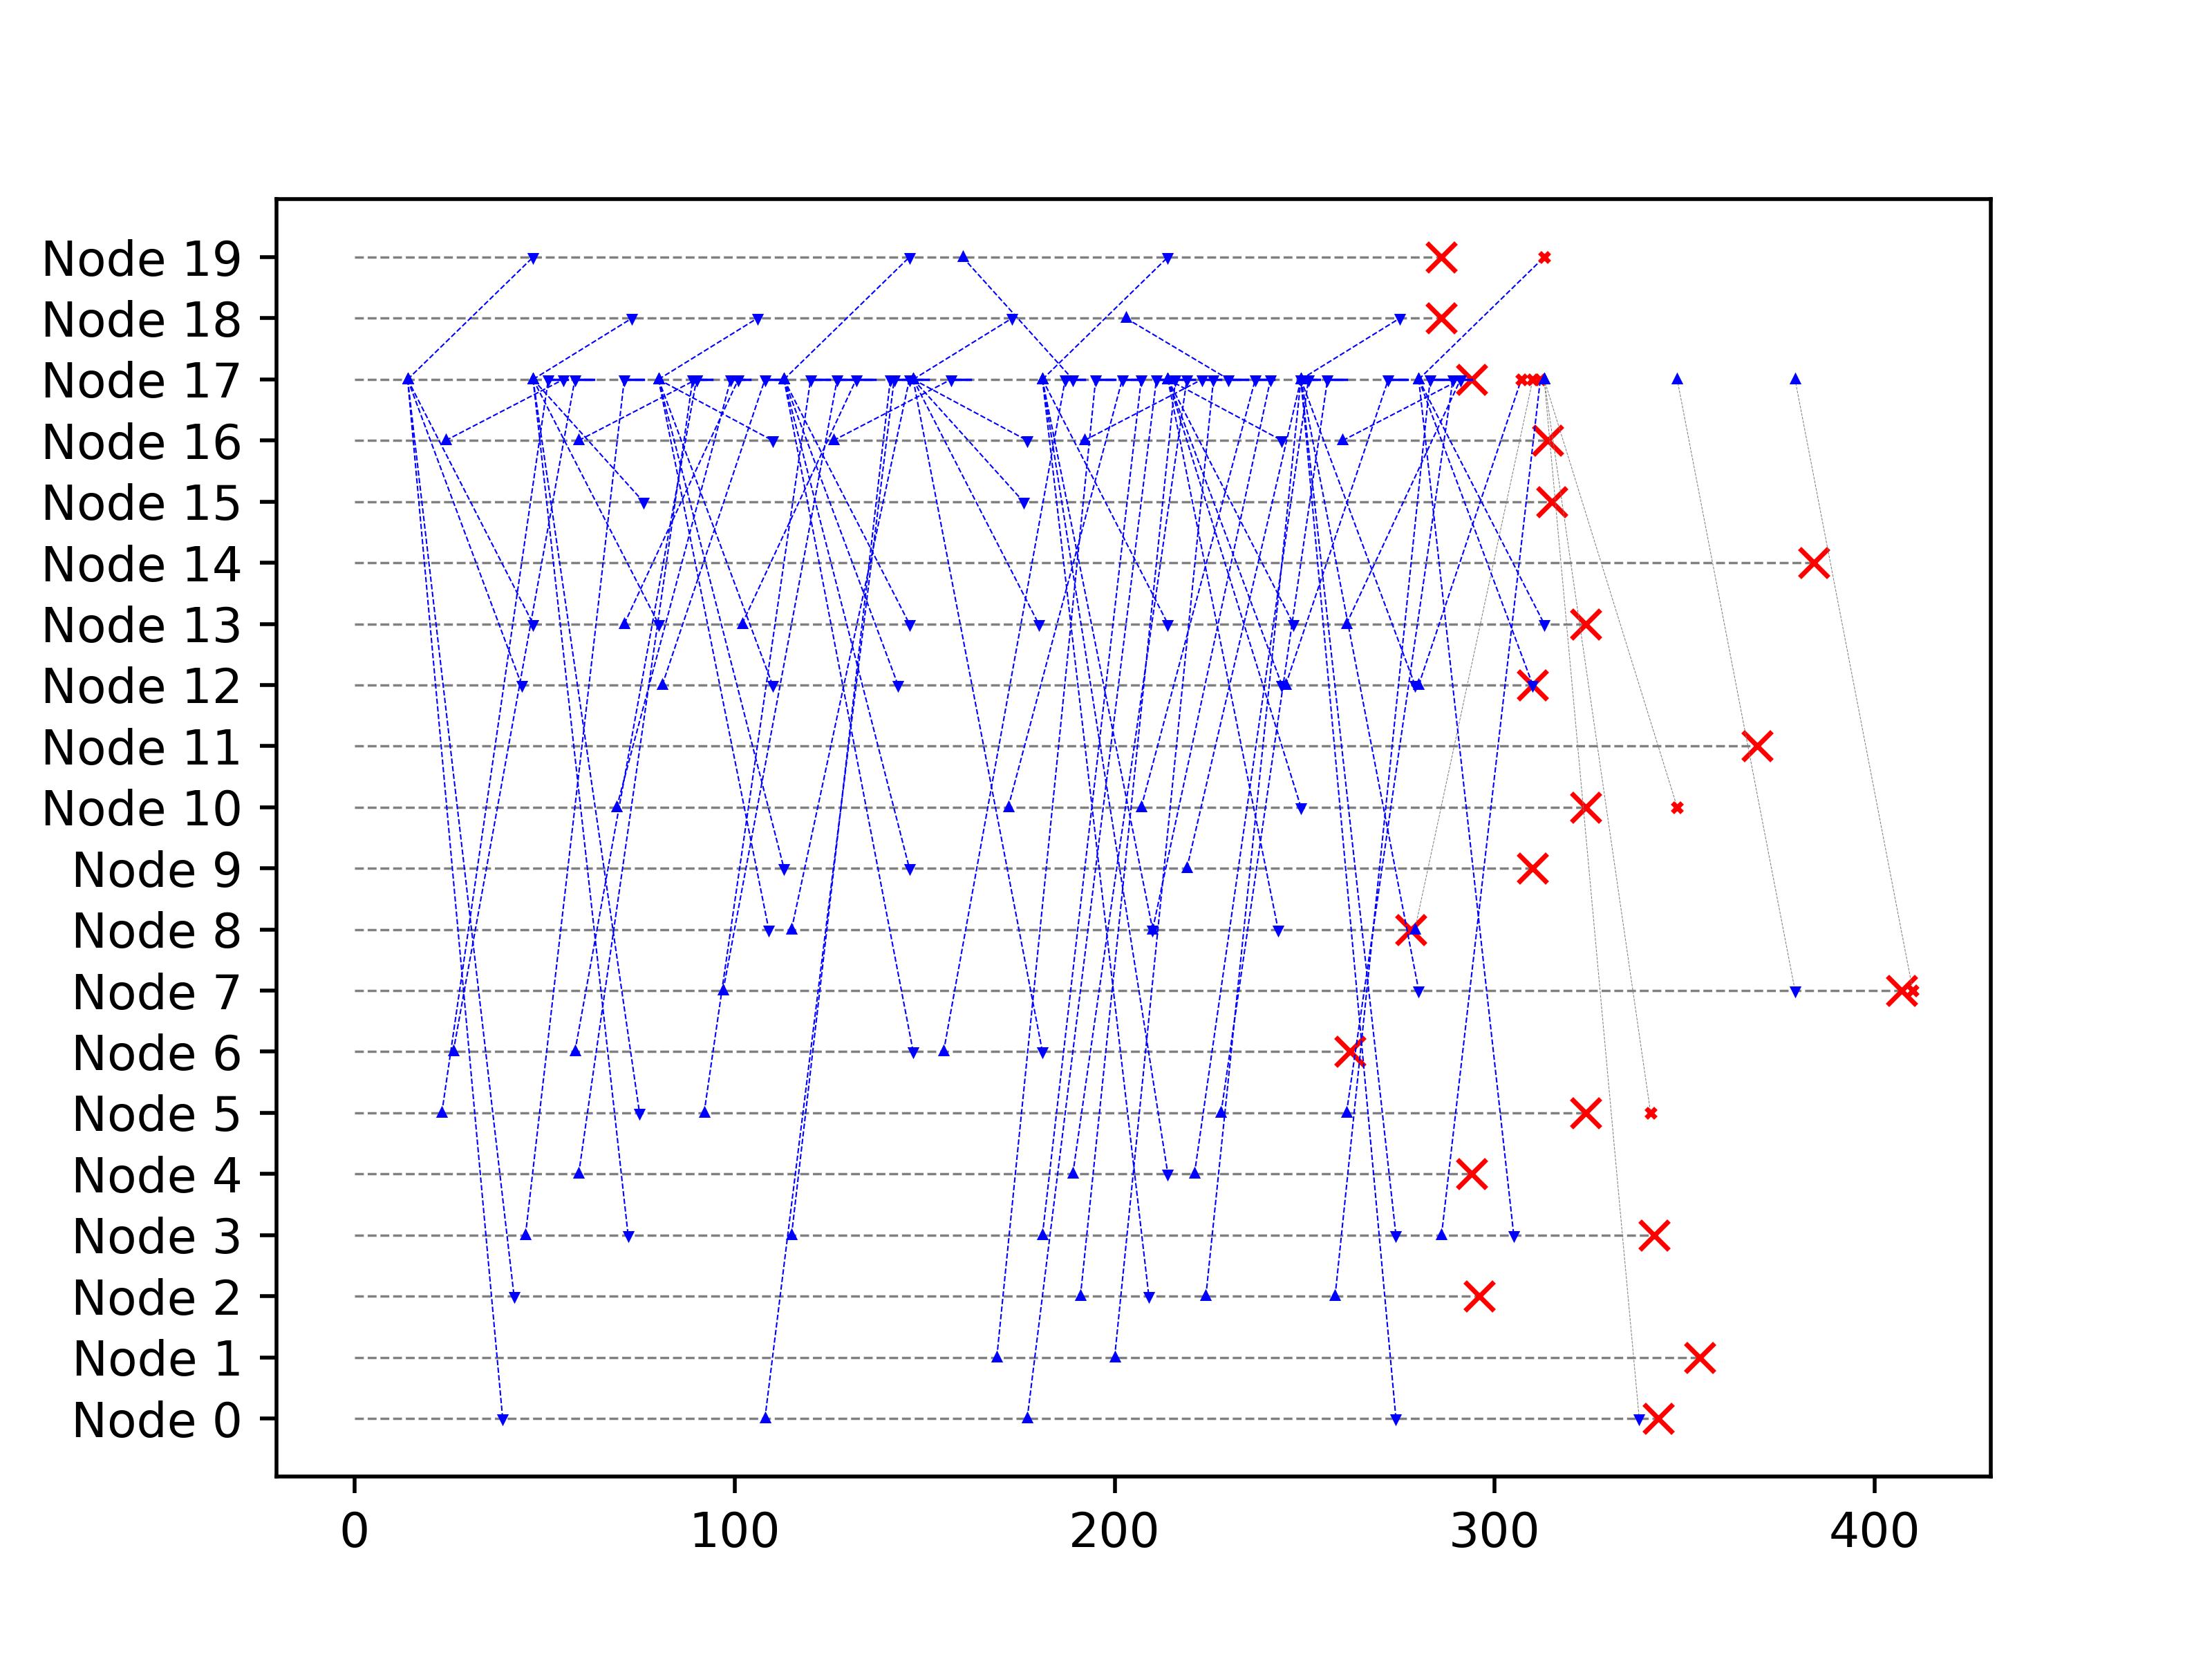 Node 19
Node 18
Node 17
Node 16
Node 15
Node 14
Node 13
Node 12
Node 11
Node 10
Node 9
Node 8
Node 7
Node 6
Node 5
Node 4
Node 3
Node 2
Node 1
Node 0
0 100 200 300 400